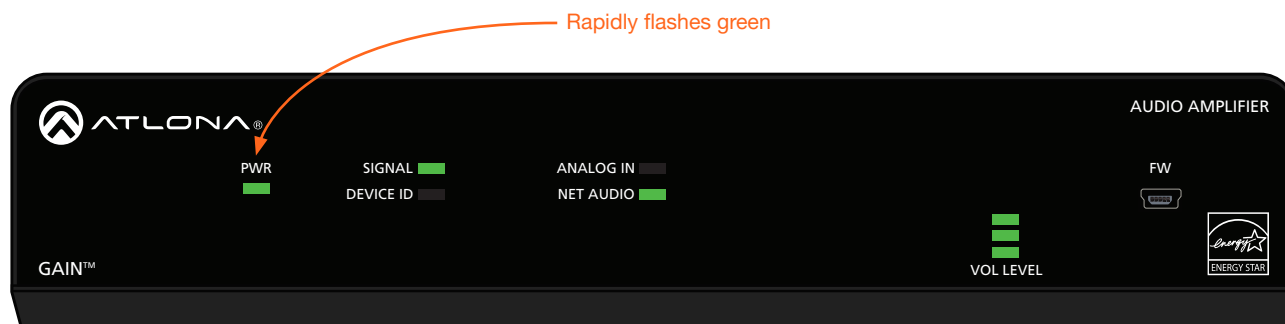 Rapidly flashes green
ATLONA®
AUDIO AMPLIFIER
PWR
SIGNAL
ANALOG IN
FW
DEVICE ID
NET AUDIO
energy
ENERGY STAR
GAIN™
VOL LEVEL